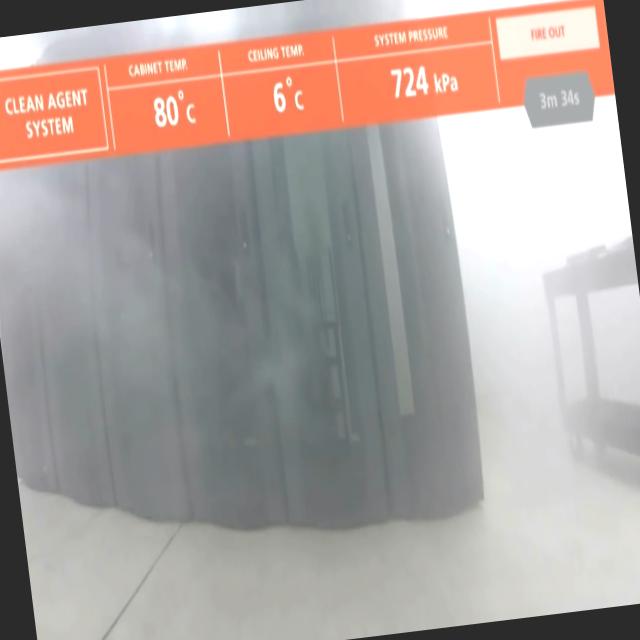 CLEAN AGENT
SYSTEM
CABINET TEMP.
80°C
CEILING TEMP.
6°C
SYSTEM PRESSURE
724 kPa
FIRE OUT
3m 34s